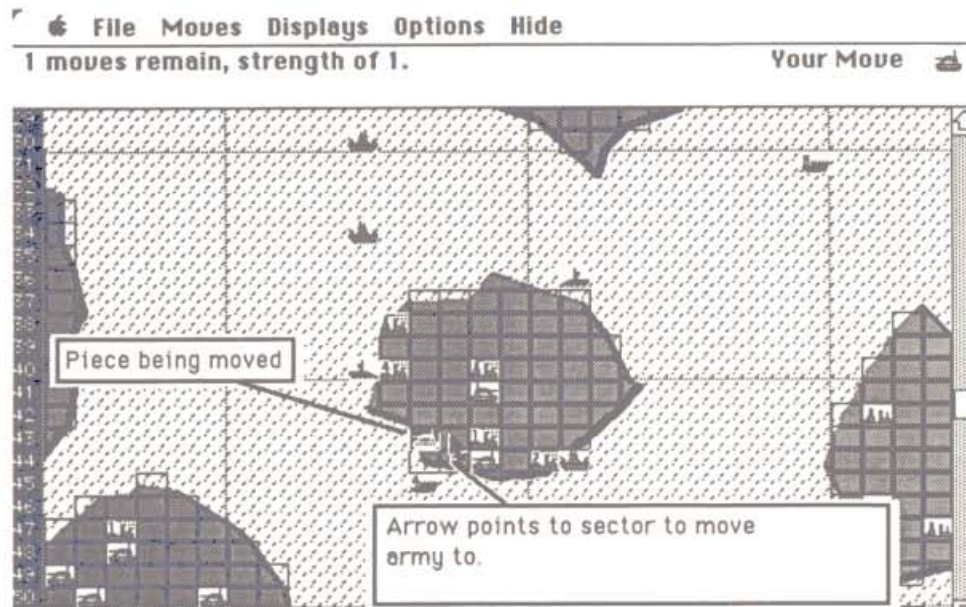 File Moves Displays Options Hide
1 moves remain, strength of 1.
Your Move
Piece being moved
Arrow points to sector to move
army to.